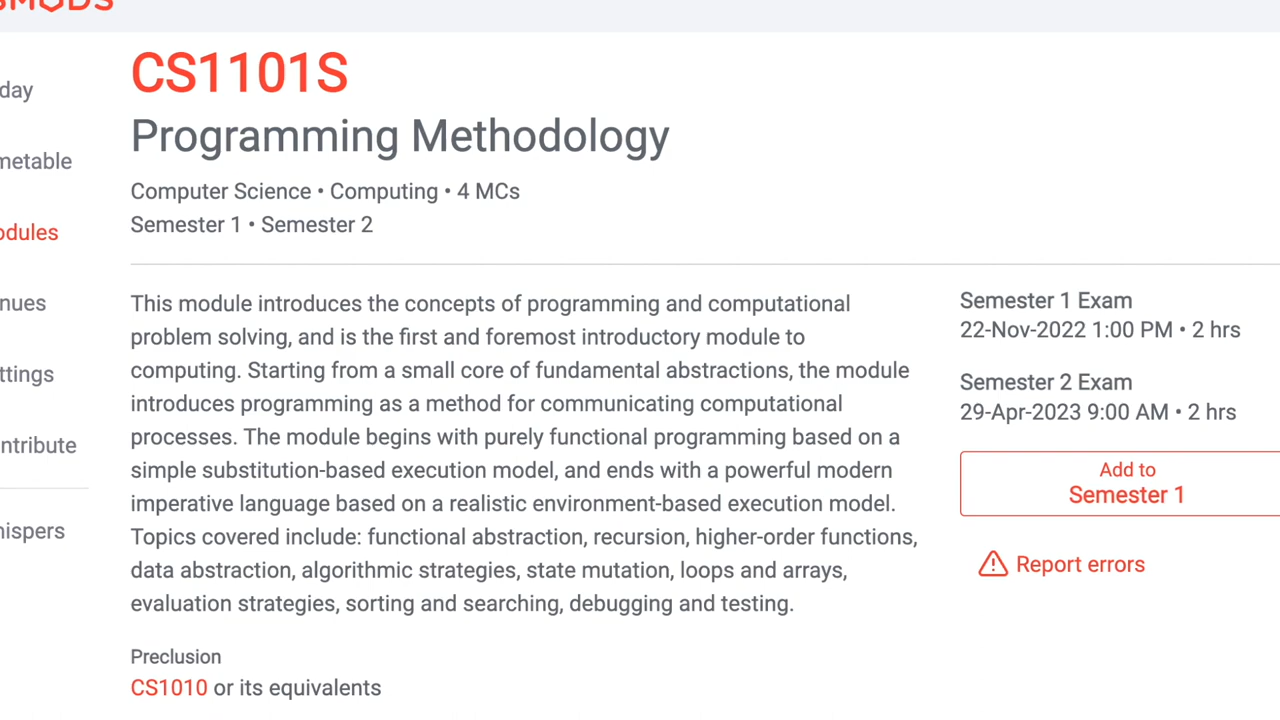 CS1101S
Programming Methodology
Computer Science • Computing • 4 MCs
Semester 1 • Semester 2
day
metable
odules
nues
ttings
ntribute
hispers
This module introduces the concepts of programming and computational
problem solving, and is the first and foremost introductory module to
computing. Starting from a small core of fundamental abstractions, the module
introduces programming as a method for communicating computational
processes. The module begins with purely functional programming based on a
simple substitution-based execution model, and ends with a powerful modern
imperative language based on a realistic environment-based execution model.
Topics covered include: functional abstraction, recursion, higher-order functions,
data abstraction, algorithmic strategies, state mutation, loops and arrays,
evaluation strategies, sorting and searching, debugging and testing.
Preclusion
CS1010 or its equivalents
Semester 1 Exam
22-Nov-2022 1:00 PM • 2 hrs
Semester 2 Exam
29-Apr-2023 9:00 AM • 2 hrs
Add to
Semester 1
Report errors